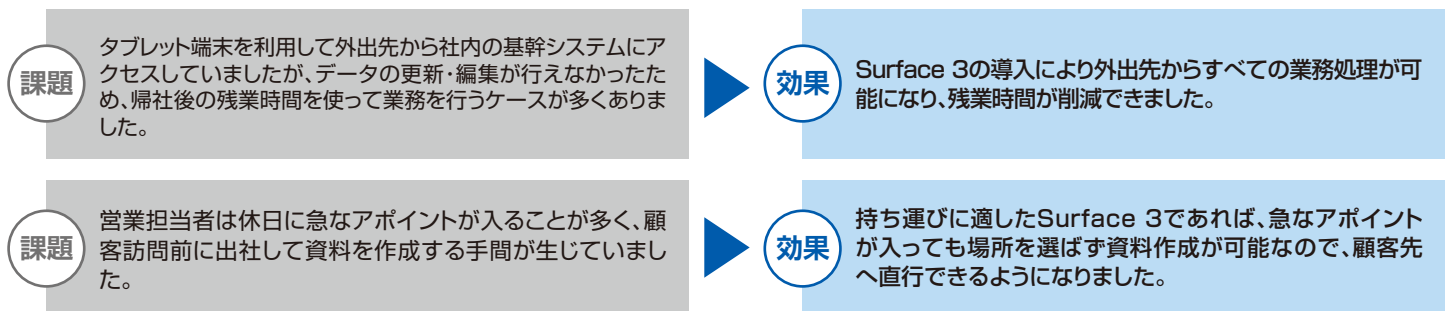 課題
タブレット端末を利用して外出先から社内の基幹システムにア
クセスしていましたが、データの更新・編集が行えなかったた
め、帰社後の残業時間を使って業務を行うケースが多くありま
した。
効果
Surface 3の導入により外出先からすべての業務処理が可
能になり、残業時間が削減できました。
課題
営業担当者は休日に急なアポイントが入ることが多く、顧
客訪問前に出社して資料を作成する手間が生じていまし
た。
効果
持ち運びに適したSurface 3であれば、急なアポイント
が入っても場所を選ばず資料作成が可能なので、顧客先
へ直行できるようになりました。